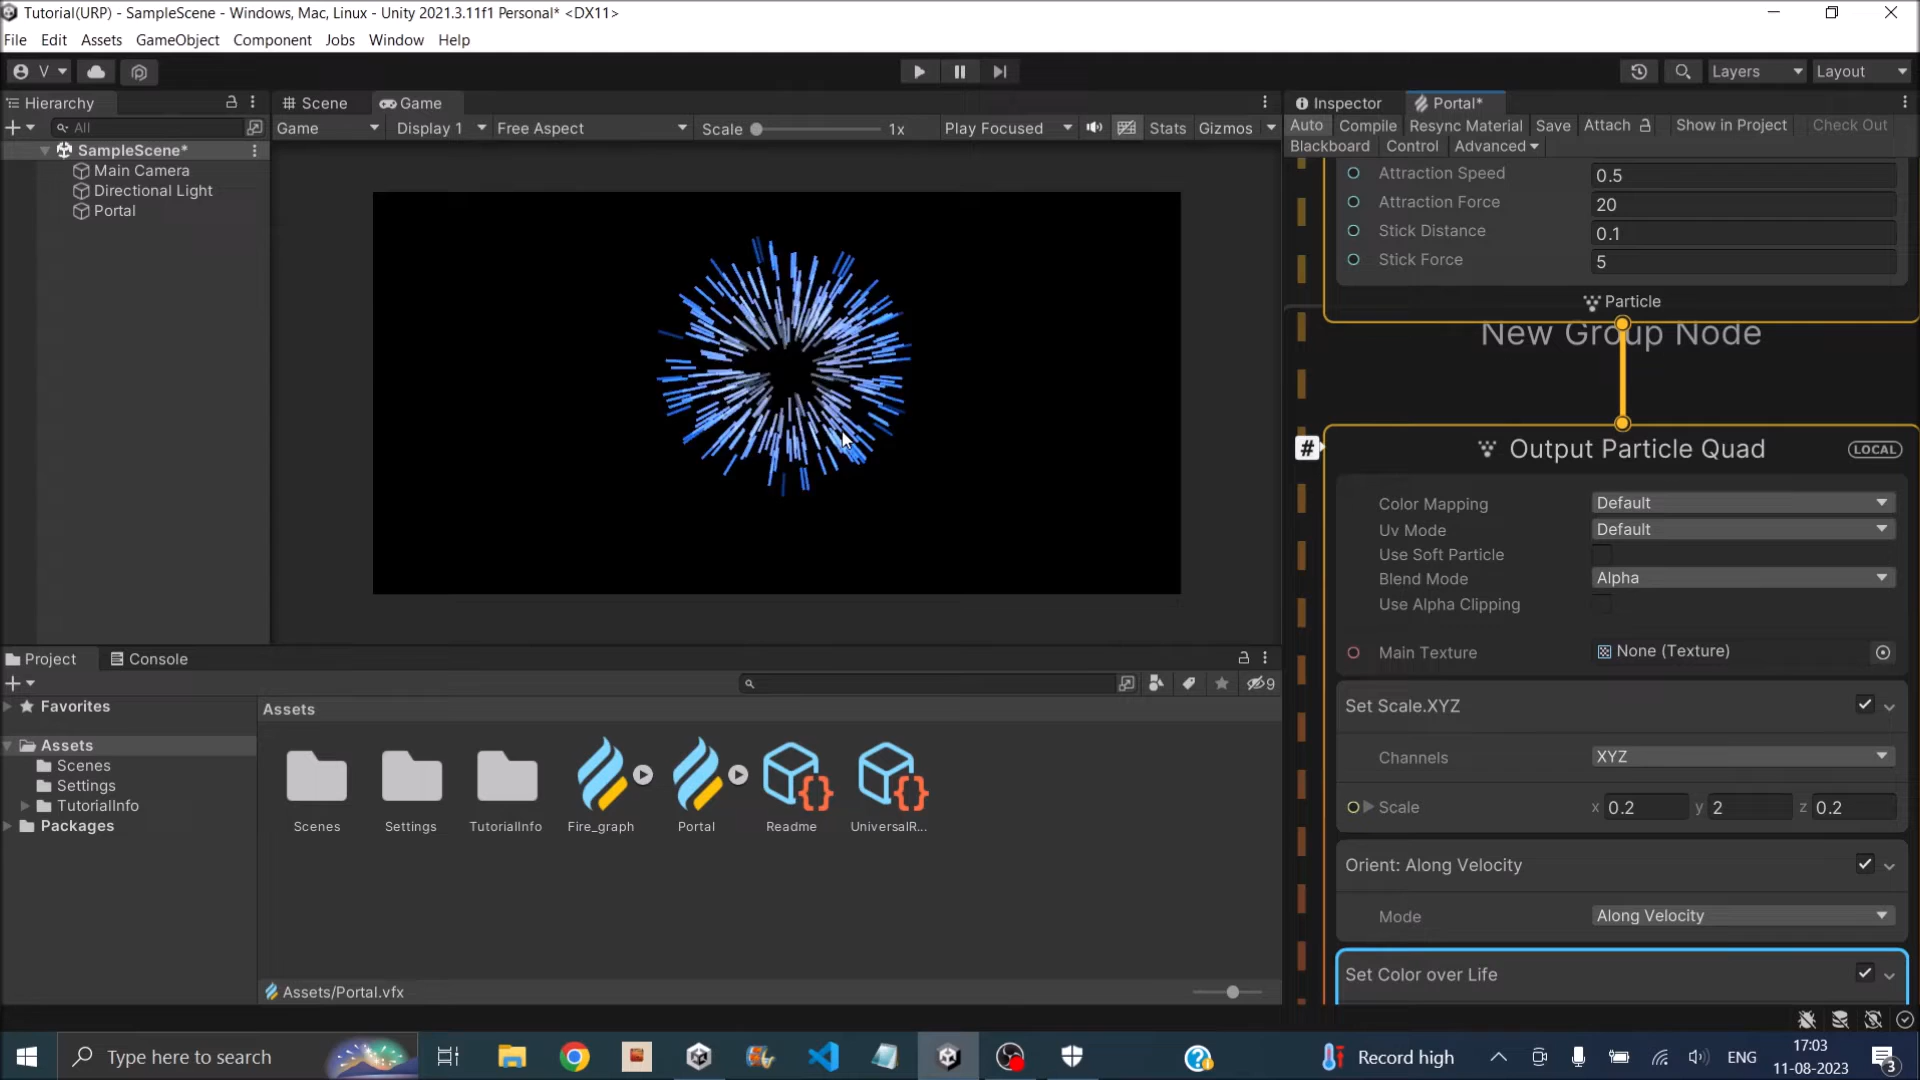 Tutorial(URP) - SampleScene - Windows, Mac, Linux - Unity 2021.3.11f1 Personal* <DX11>
File Edit Assets GameObject Component Jobs Window Help
V Layers Layout
Hierarchy
All
SampleScene*
Main Camera
Directional Light
Portal
# Scene Game
Game Display 1 Free Aspect Scale 1x Play Focused Stats Gizmos
Inspector Portal*
Auto Compile Resync Material Save Attach Show in Project Check Out
Blackboard Control Advanced
Attraction Speed 0.5
Attraction Force 20
Stick Distance 0.1
Stick Force 5
Particle
New Group Node
# Output Particle Quad LOCAL
Color Mapping Default
Uv Mode Default
Use Soft Particle
Blend Mode Alpha
Use Alpha Clipping
Main Texture None (Texture)
Set Scale.XYZ
Channels XYZ
Scale x 0.2 y 2 z 0.2
Orient: Along Velocity
Mode Along Velocity
Set Color over Life
Project Console
9
Favorites
Assets
Scenes
Settings
TutorialInfo
Packages
Assets
Scenes Settings TutorialInfo Fire_graph Portal Readme UniversalR...
Assets/Portal.vfx
Type here to search
Record high ENG
17:03
11-08-2023
3